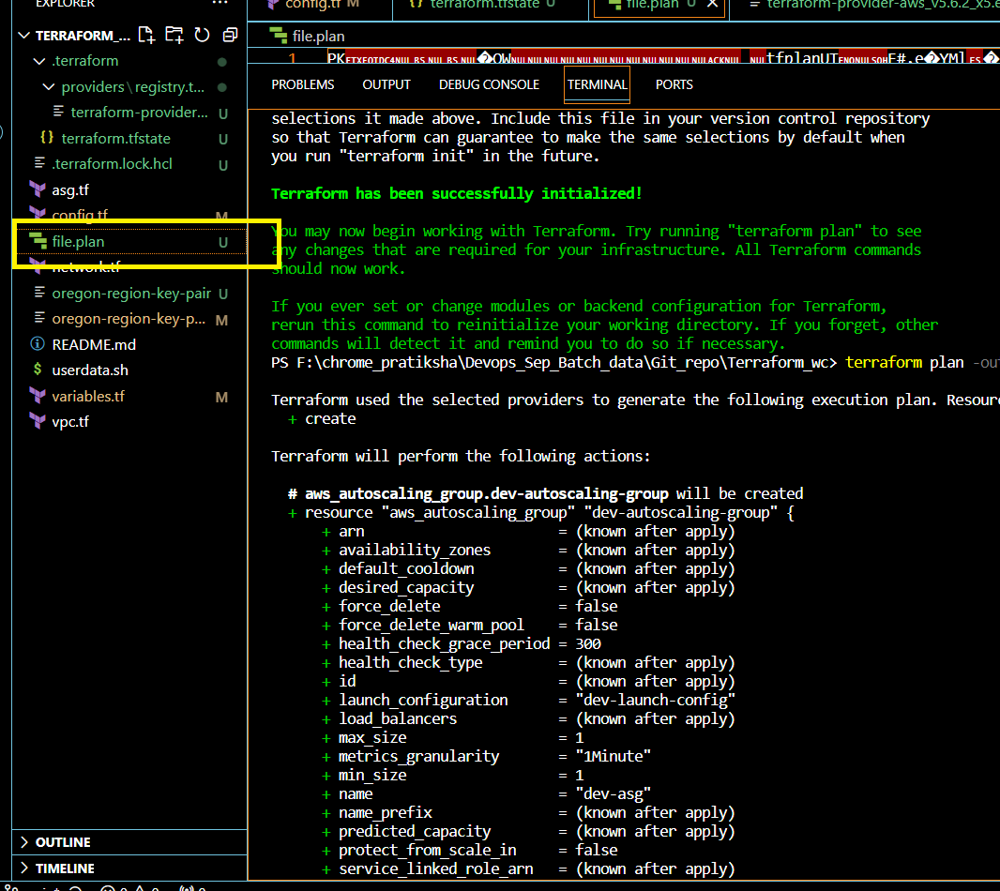 EXPLORER
TERRAFORM_...
.terraform
providers\registry.t...
terraform-provider... U
terraform.tfstate U
.terraform.lock.hcl U
asg.tf
config.tf M
file.plan U
network.tf
oregon-region-key-pair U
oregon-region-key-p... M
README.md
userdata.sh
variables.tf M
vpc.tf
OUTLINE
TIMELINE
config.tf M terraform.tfstate U file.plan U terraform-provider-aws_v5.6.2_x5.e
file.plan
PROBLEMS OUTPUT DEBUG CONSOLE TERMINAL PORTS
selections it made above. Include this file in your version control repository
so that Terraform can guarantee to make the same selections by default when
you run "terraform init" in the future.
Terraform has been successfully initialized!
You may now begin working with Terraform. Try running "terraform plan" to see
any changes that are required for your infrastructure. All Terraform commands
should now work.
If you ever set or change modules or backend configuration for Terraform,
rerun this command to reinitialize your working directory. If you forget, other
commands will detect it and remind you to do so if necessary.
PS F:\chrome_pratiksha\Devops_Sep_Batch_data\Git_repo\Terraform_wc> terraform plan -out
Terraform used the selected providers to generate the following execution plan. Resour
+ create
Terraform will perform the following actions:
# aws_autoscaling_group.dev-autoscaling-group will be created
+ resource "aws_autoscaling_group" "dev-autoscaling-group" {
+ arn = (known after apply)
+ availability_zones = (known after apply)
+ default_cooldown = (known after apply)
+ desired_capacity = (known after apply)
+ force_delete = false
+ force_delete_warm_pool = false
+ health_check_grace_period = 300
+ health_check_type = (known after apply)
+ id = (known after apply)
+ launch_configuration = "dev-launch-config"
+ load_balancers = (known after apply)
+ max_size = 1
+ metrics_granularity = "1Minute"
+ min_size = 1
+ name = "dev-asg"
+ name_prefix = (known after apply)
+ predicted_capacity = (known after apply)
+ protect_from_scale_in = false
+ service_linked_role_arn = (known after apply)